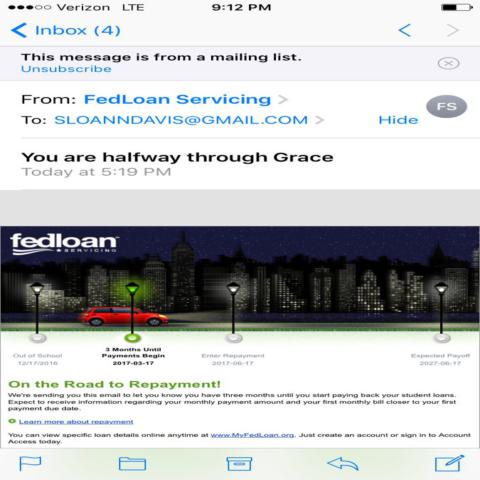 Verizon LTE 9:12 PM
Inbox (4)
This message is from a mailing list.
Unsubscribe
From: FedLoan Servicing
FS
To: SLOANNDAVIS@GMAIL.COM Hide
You are halfway through Grace
Today at 5:19 PM
fedloan
SERVICING
Out of School
12/17/2016
3 Months Until
Payments Begin
2017-03-17
Enter Repayment
2017-06-17
Expected Payoff
2027-06-17
On the Road to Repayment!
We're sending you this email to let you know you have three months until you start paying back your student loans.
Expect to receive information regarding your monthly payment amount and your first monthly bill closer to your first
payment due date.
Learn more about repayment
You can view specific loan details online anytime at www.MyFedLoan.org. Just create an account or sign in to Account
Access today.